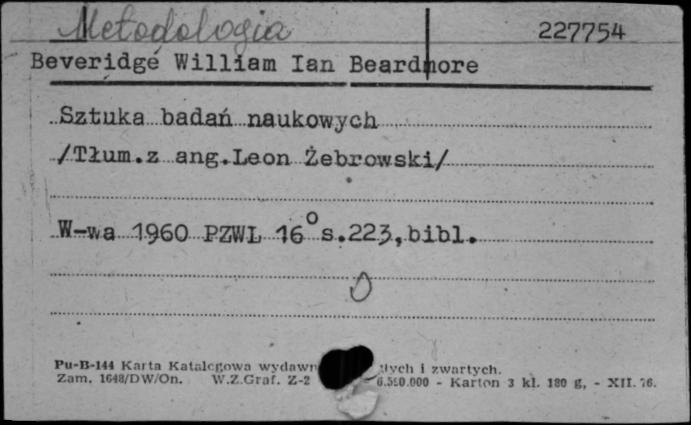 Metodologia 227754
Beveridge William Ian Beardmore
Sztuka badań naukowych
/Tłum.z ang.Leon Żebrowski/
W-wa 1960 PZWL 16° s.223,bibl.
Pu-B-144 Karta Katalogowa i zwartych.
Zam. 1648/DW/On. W.Z.Graf. Z-2 6.500.000 - Karton 3 kl. 180 g, - XII. 76.